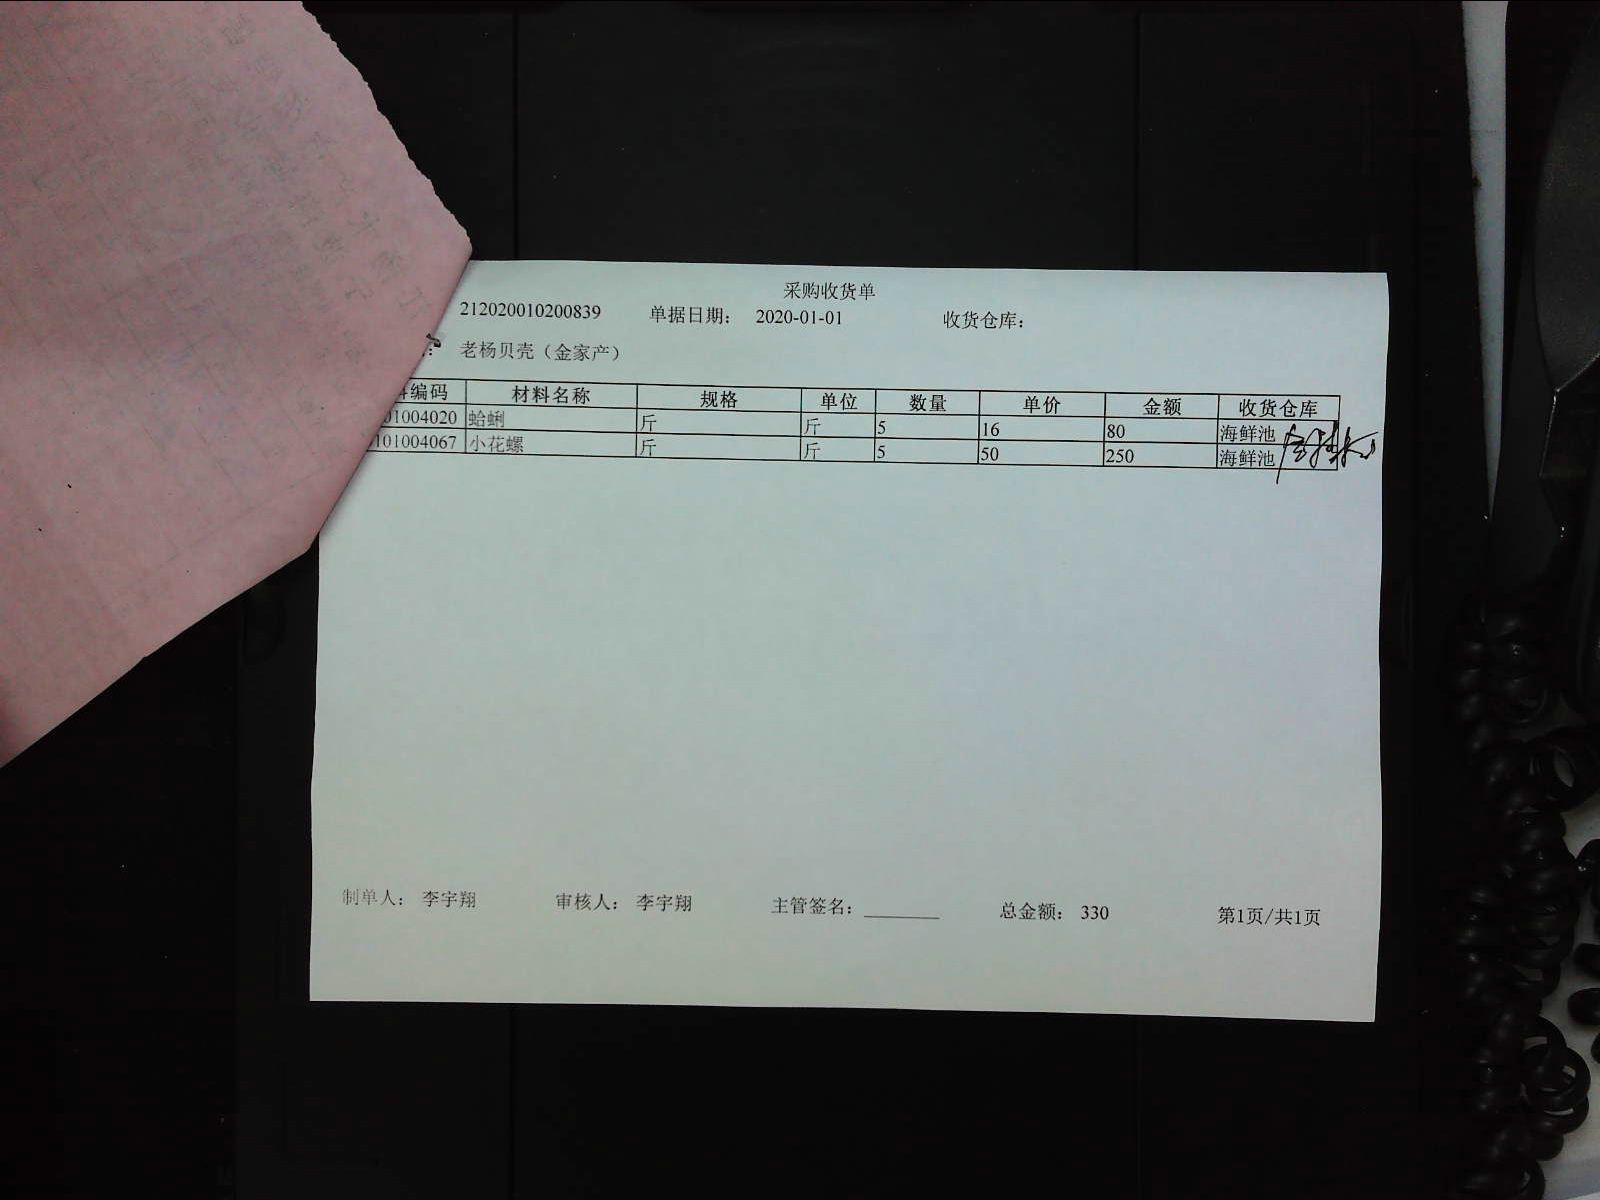 采购收货单
212020010200839 单据日期： 2020-01-01 收货仓库：
： 老杨贝壳（金家产）
料编码 材料名称 规格 单位 数量 单价 金额 收货仓库
01004020 蛤蜊 斤 斤 5 16 80 海鲜池
101004067 小花螺 斤 斤 5 50 250 海鲜池
制单人： 李宇翔 审核人： 李宇翔 主管签名：________ 总金额： 330 第1页/共1页